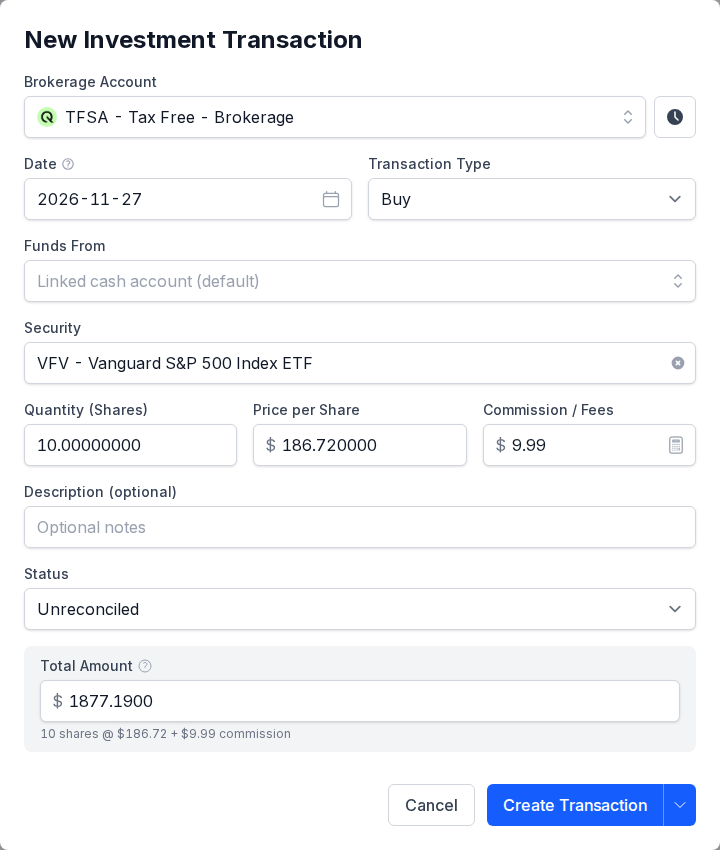 New Investment Transaction
Brokerage Account
TFSA - Tax Free - Brokerage
Date
Transaction Type
2026-11-27
Buy
Funds From
Linked cash account (default)
Security
VFV - Vanguard S&P 500 Index ETF
Quantity (Shares)
Price per Share
Commission / Fees
10.00000000
$ 186.720000
$ 9.99
Description (optional)
Optional notes
Status
Unreconciled
Total Amount
$ 1877.1900
10 shares @ $186.72 + $9.99 commission
Cancel
Create Transaction